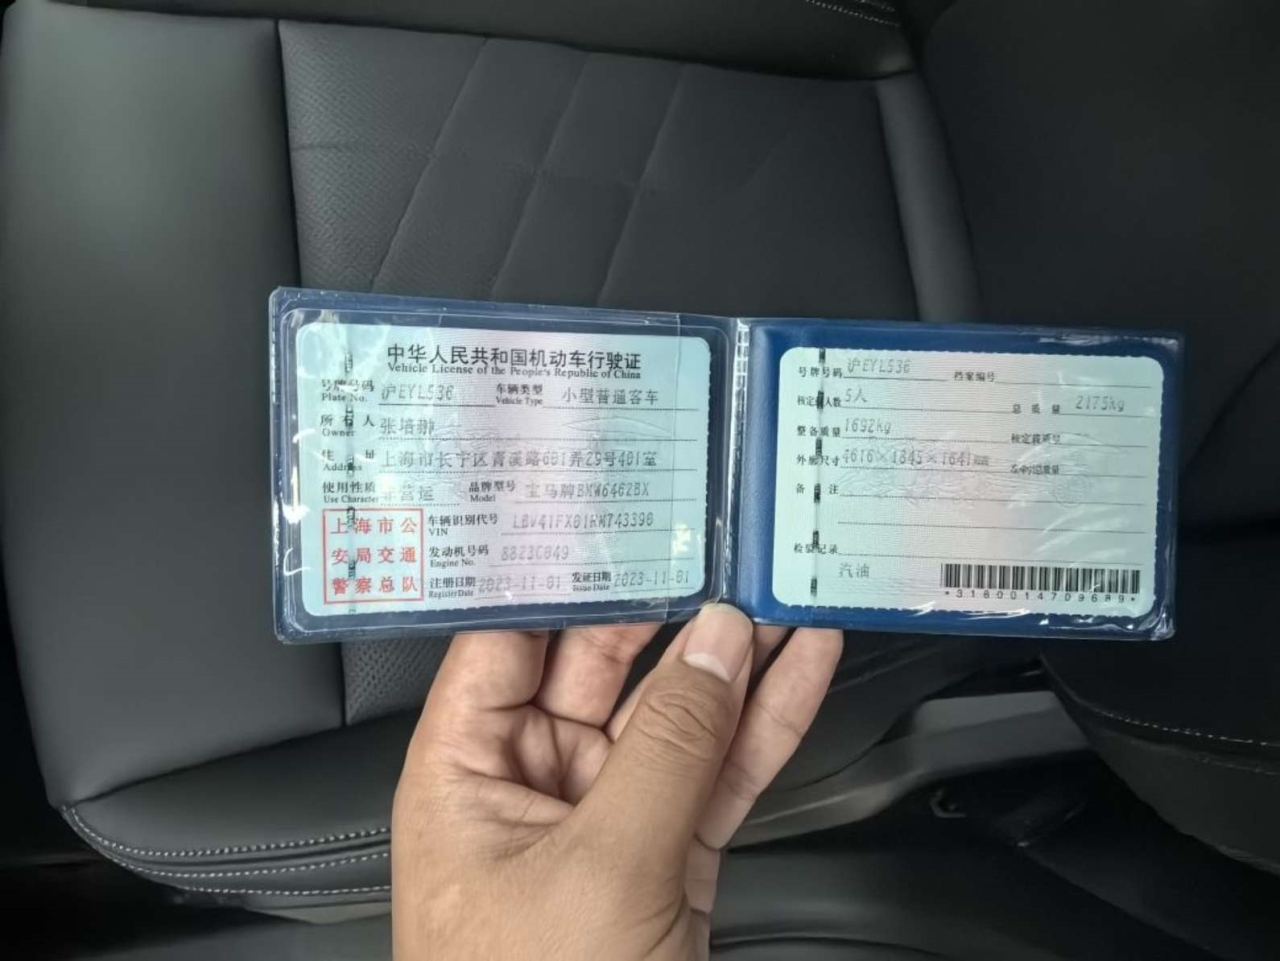 中华人民共和国机动车行驶证
Vehicle License of the People's Republic of China
号牌号码 沪EYL536 车辆类型 小型普通客车
Plate No. Vehicle Type
所有人 张培
Owner
住址 上海市长宁区青溪路681弄29号401室
Address
使用性质 非营运 品牌型号 宝马牌BMW6462BX
Use Character Model
上海市公安局交通警察总队
车辆识别代号
VIN
发动机号码 8823C049
Engine No.
注册日期 2023-11-01 发证日期 2023-11-01
Register Date Issue Date
号牌号码 沪EYL536 档案编号
核定载人数 5人 总质量 2175kg
整备质量 1692kg 核定载质量
外廓尺寸 4616×1845×1641mm 准牵引总质量
备注
检验记录
汽油
*3180014709689*